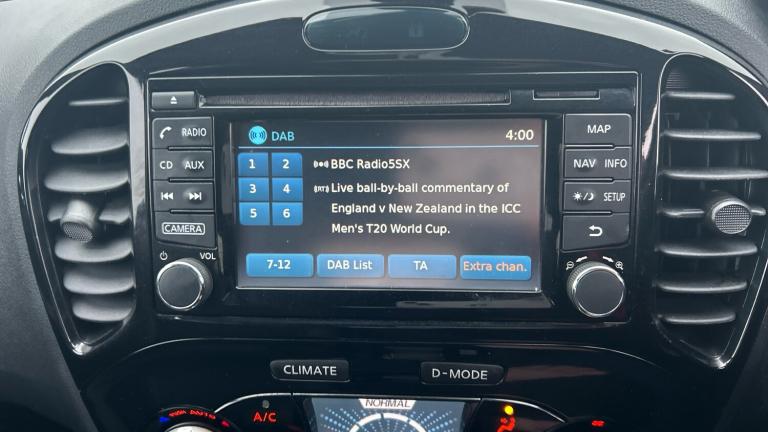 DAB 4:00
RADIO
CD AUX
CAMERA
VOL
1 2
3 4
5 6
BBC Radio5SX
Live ball-by-ball commentary of
England v New Zealand in the ICC
Men's T20 World Cup.
7-12 DAB List TA Extra chan.
MAP
NAV INFO
SETUP
CLIMATE D-MODE
AUTO A/C NORMAL